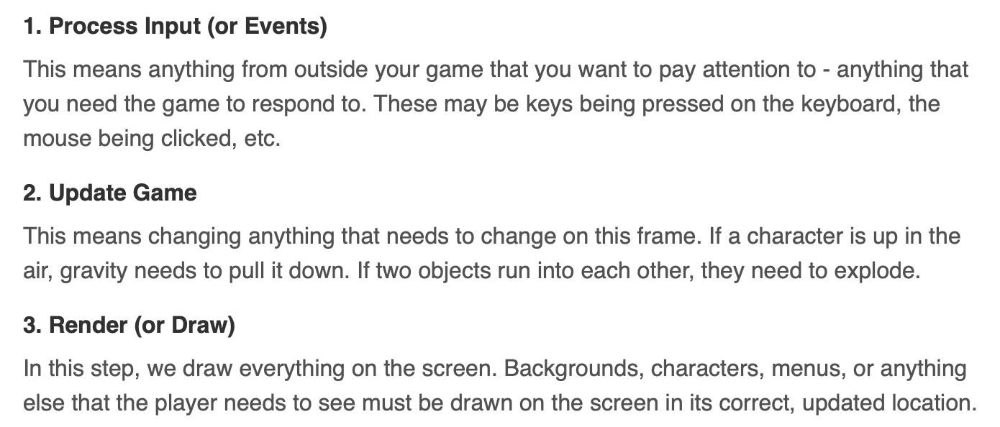 1. Process Input (or Events)
This means anything from outside your game that you want to pay attention to - anything that
you need the game to respond to. These may be keys being pressed on the keyboard, the
mouse being clicked, etc.
2. Update Game
This means changing anything that needs to change on this frame. If a character is up in the
air, gravity needs to pull it down. If two objects run into each other, they need to explode.
3. Render (or Draw)
In this step, we draw everything on the screen. Backgrounds, characters, menus, or anything
else that the player needs to see must be drawn on the screen in its correct, updated location.